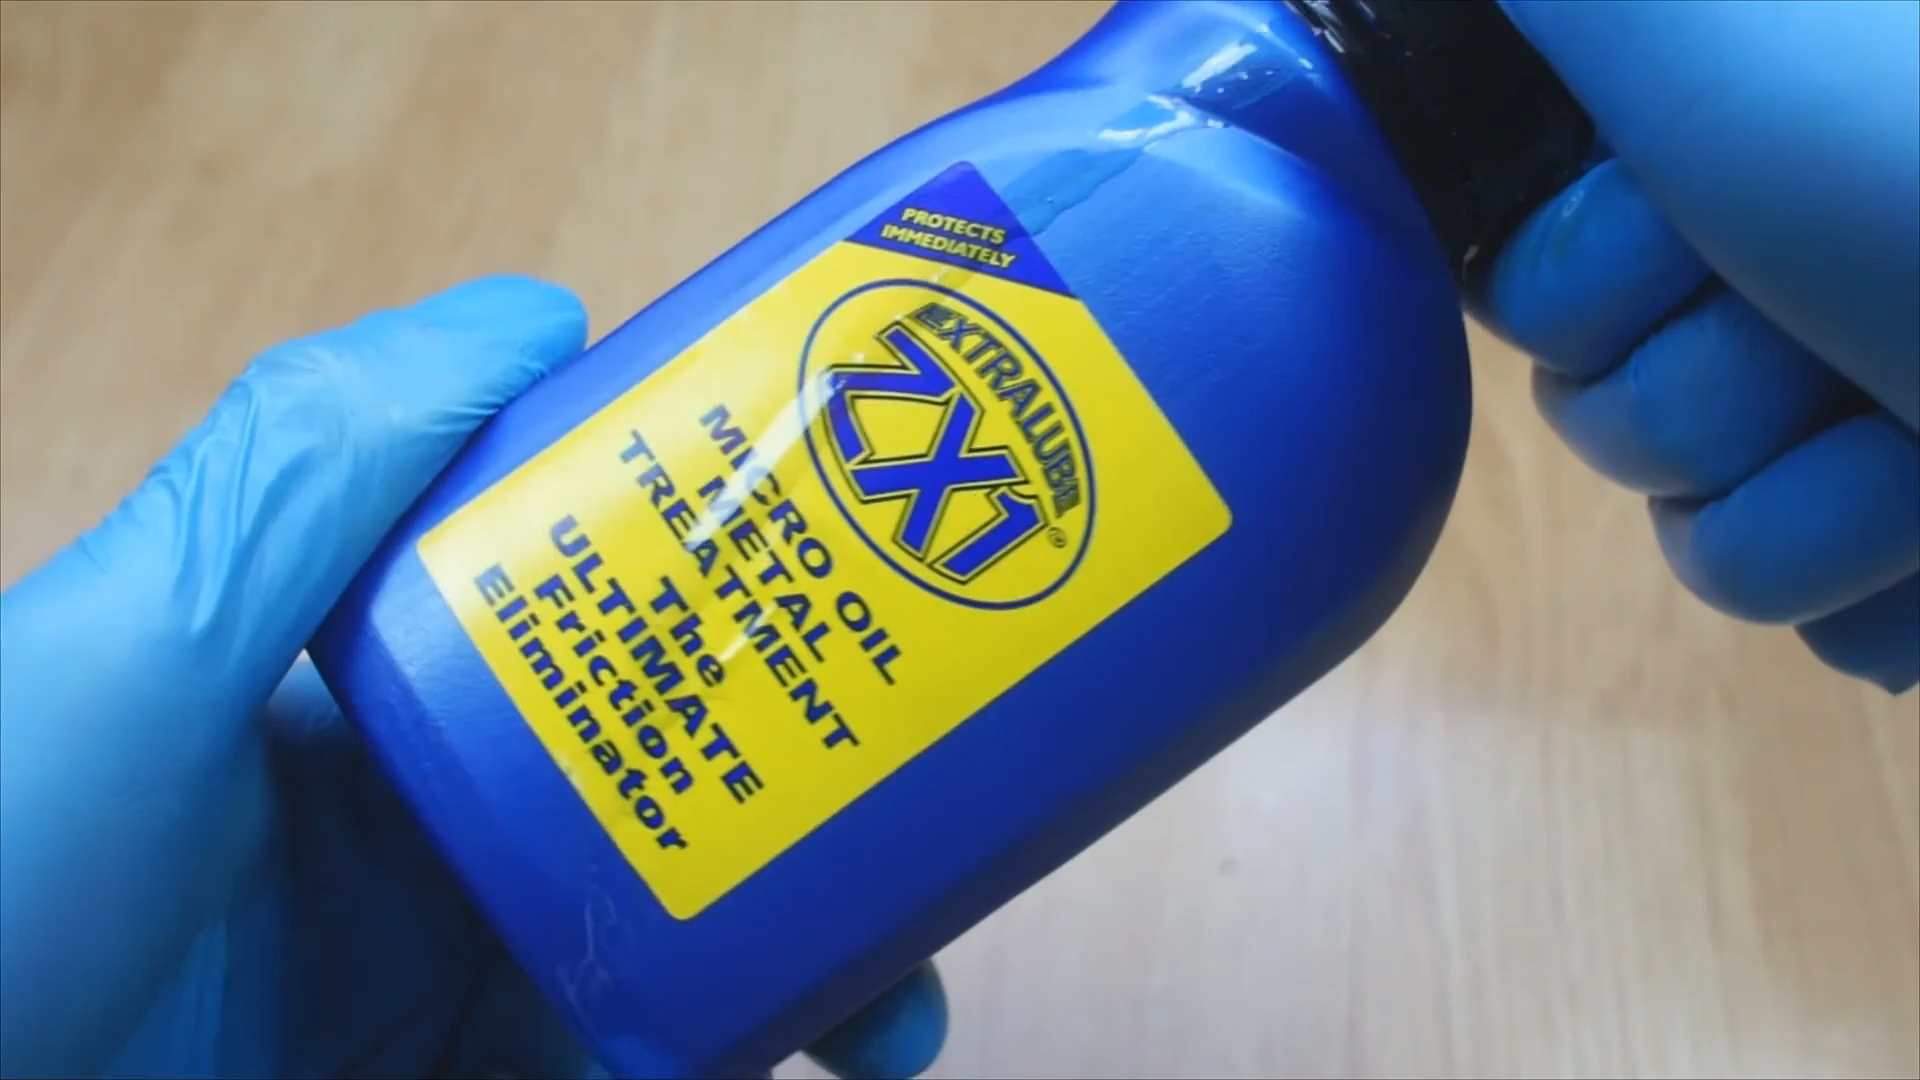 PROTECTS
IMMEDIATELY
EXTRALUBE
ZX1®
MICRO OIL
METAL
TREATMENT
The
ULTIMATE
Friction
Eliminator